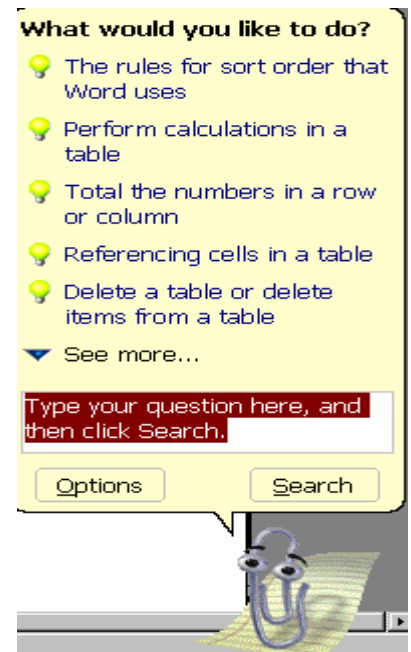 What would you like to do?
The rules for sort order that
Word uses
Perform calculations in a
table
Total the numbers in a row
or column
Referencing cells in a table
Delete a table or delete
items from a table
See more...
Type your question here, and
then click Search.
Options
Search